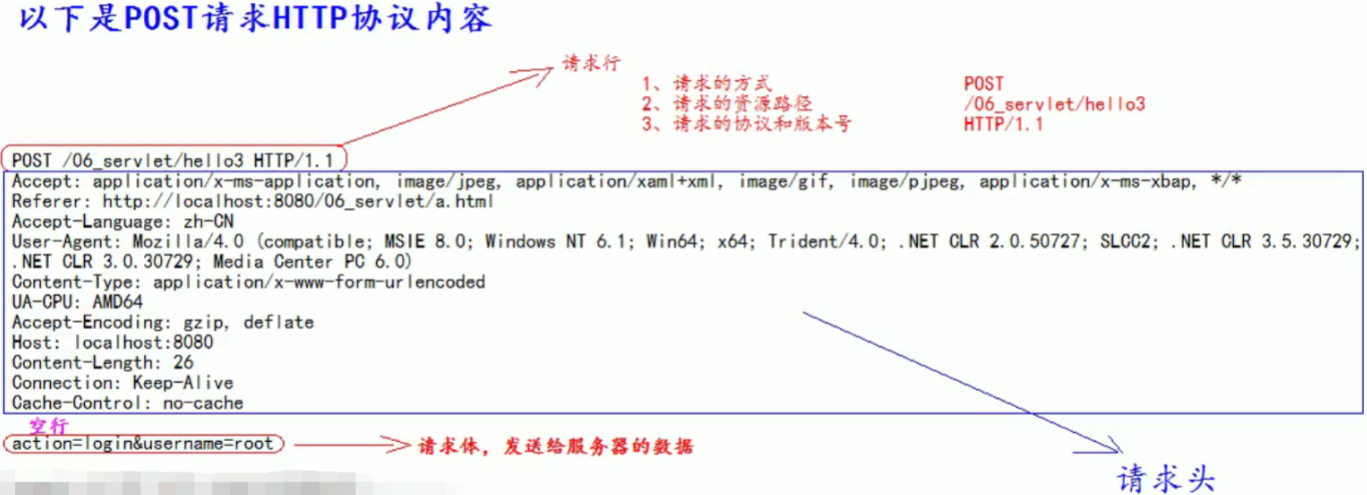 以下是POST请求HTTP协议内容
请求行
1、请求的方式 POST
2、请求的资源路径 /06_servlet/hello3
3、请求的协议和版本号 HTTP/1.1
POST /06_servlet/hello3 HTTP/1.1
Accept: application/x-ms-application, image/jpeg, application/xaml+xml, image/gif, image/pjpeg, application/x-ms-xbap, */*
Referer: http://localhost:8080/06_servlet/a.html
Accept-Language: zh-CN
User-Agent: Mozilla/4.0 (compatible; MSIE 8.0; Windows NT 6.1; Win64; x64; Trident/4.0; .NET CLR 2.0.50727; SLCC2; .NET CLR 3.5.30729;
.NET CLR 3.0.30729; Media Center PC 6.0)
Content-Type: application/x-www-form-urlencoded
UA-CPU: AMD64
Accept-Encoding: gzip, deflate
Host: localhost:8080
Content-Length: 26
Connection: Keep-Alive
Cache-Control: no-cache
空行
action=login&username=root 请求体，发送给服务器的数据
请求头